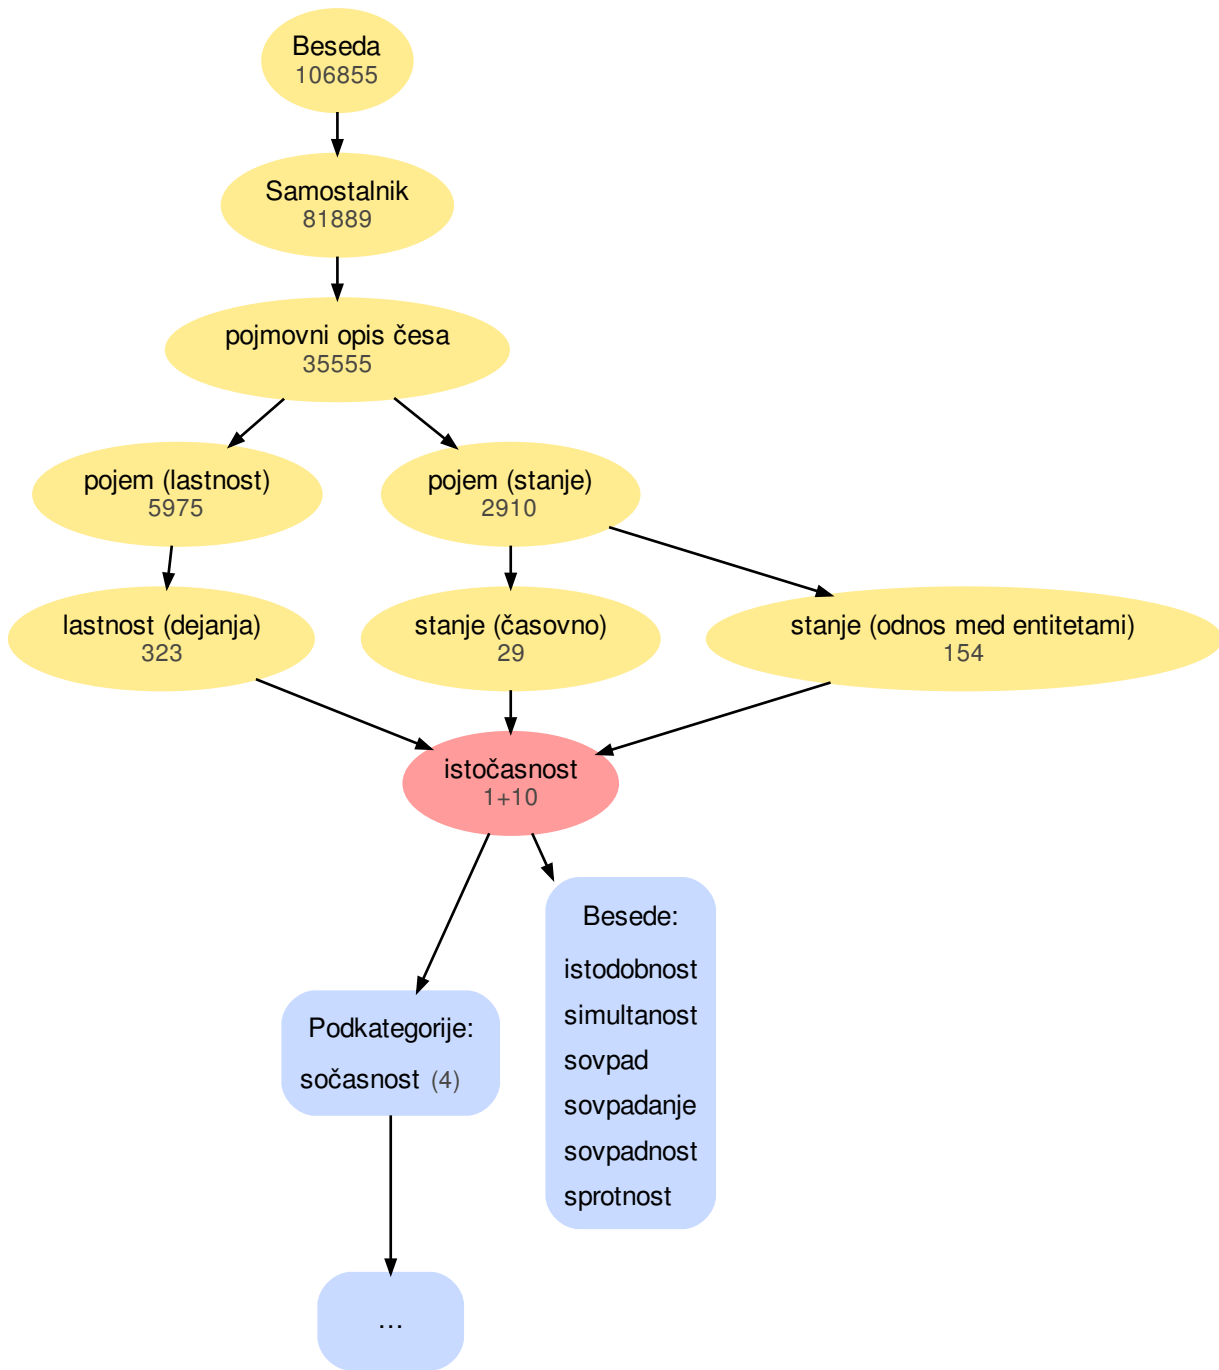 Beseda
106855
Samostalnik
81889
pojmovni opis česa
35555
pojem (lastnost)
5975
pojem (stanje)
2910
lastnost (dejanja)
323
stanje (časovno)
29
stanje (odnos med entitetami)
154
istočasnost
1+10
Besede:
istodobnost
simultanost
sovpad
sovpadanje
sovpadnost
sprotnost
Podkategorije:
sočasnost (4)
...